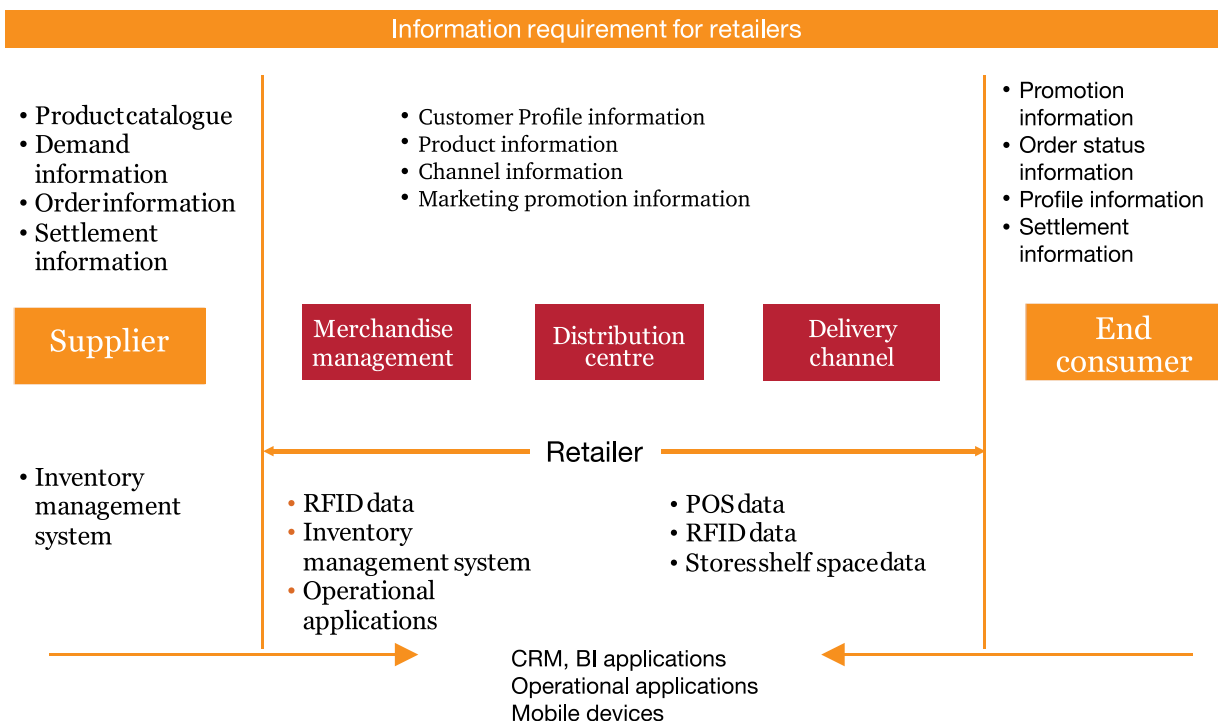 Information requirement for retailers
• Product catalogue
• Demand
information
• Order information
• Settlement
information
• Customer Profile information
• Product information
• Channel information
• Marketing promotion information
• Promotion
information
• Order status
information
• Profile information
• Settlement
information
Supplier
Merchandise
management
Distribution
centre
Delivery
channel
End
consumer
Retailer
• Inventory
management
system
• RFID data
• Inventory
management system
• Operational
applications
• POS data
• RFID data
• Stores shelf space data
CRM, BI applications
Operational applications
Mobile devices